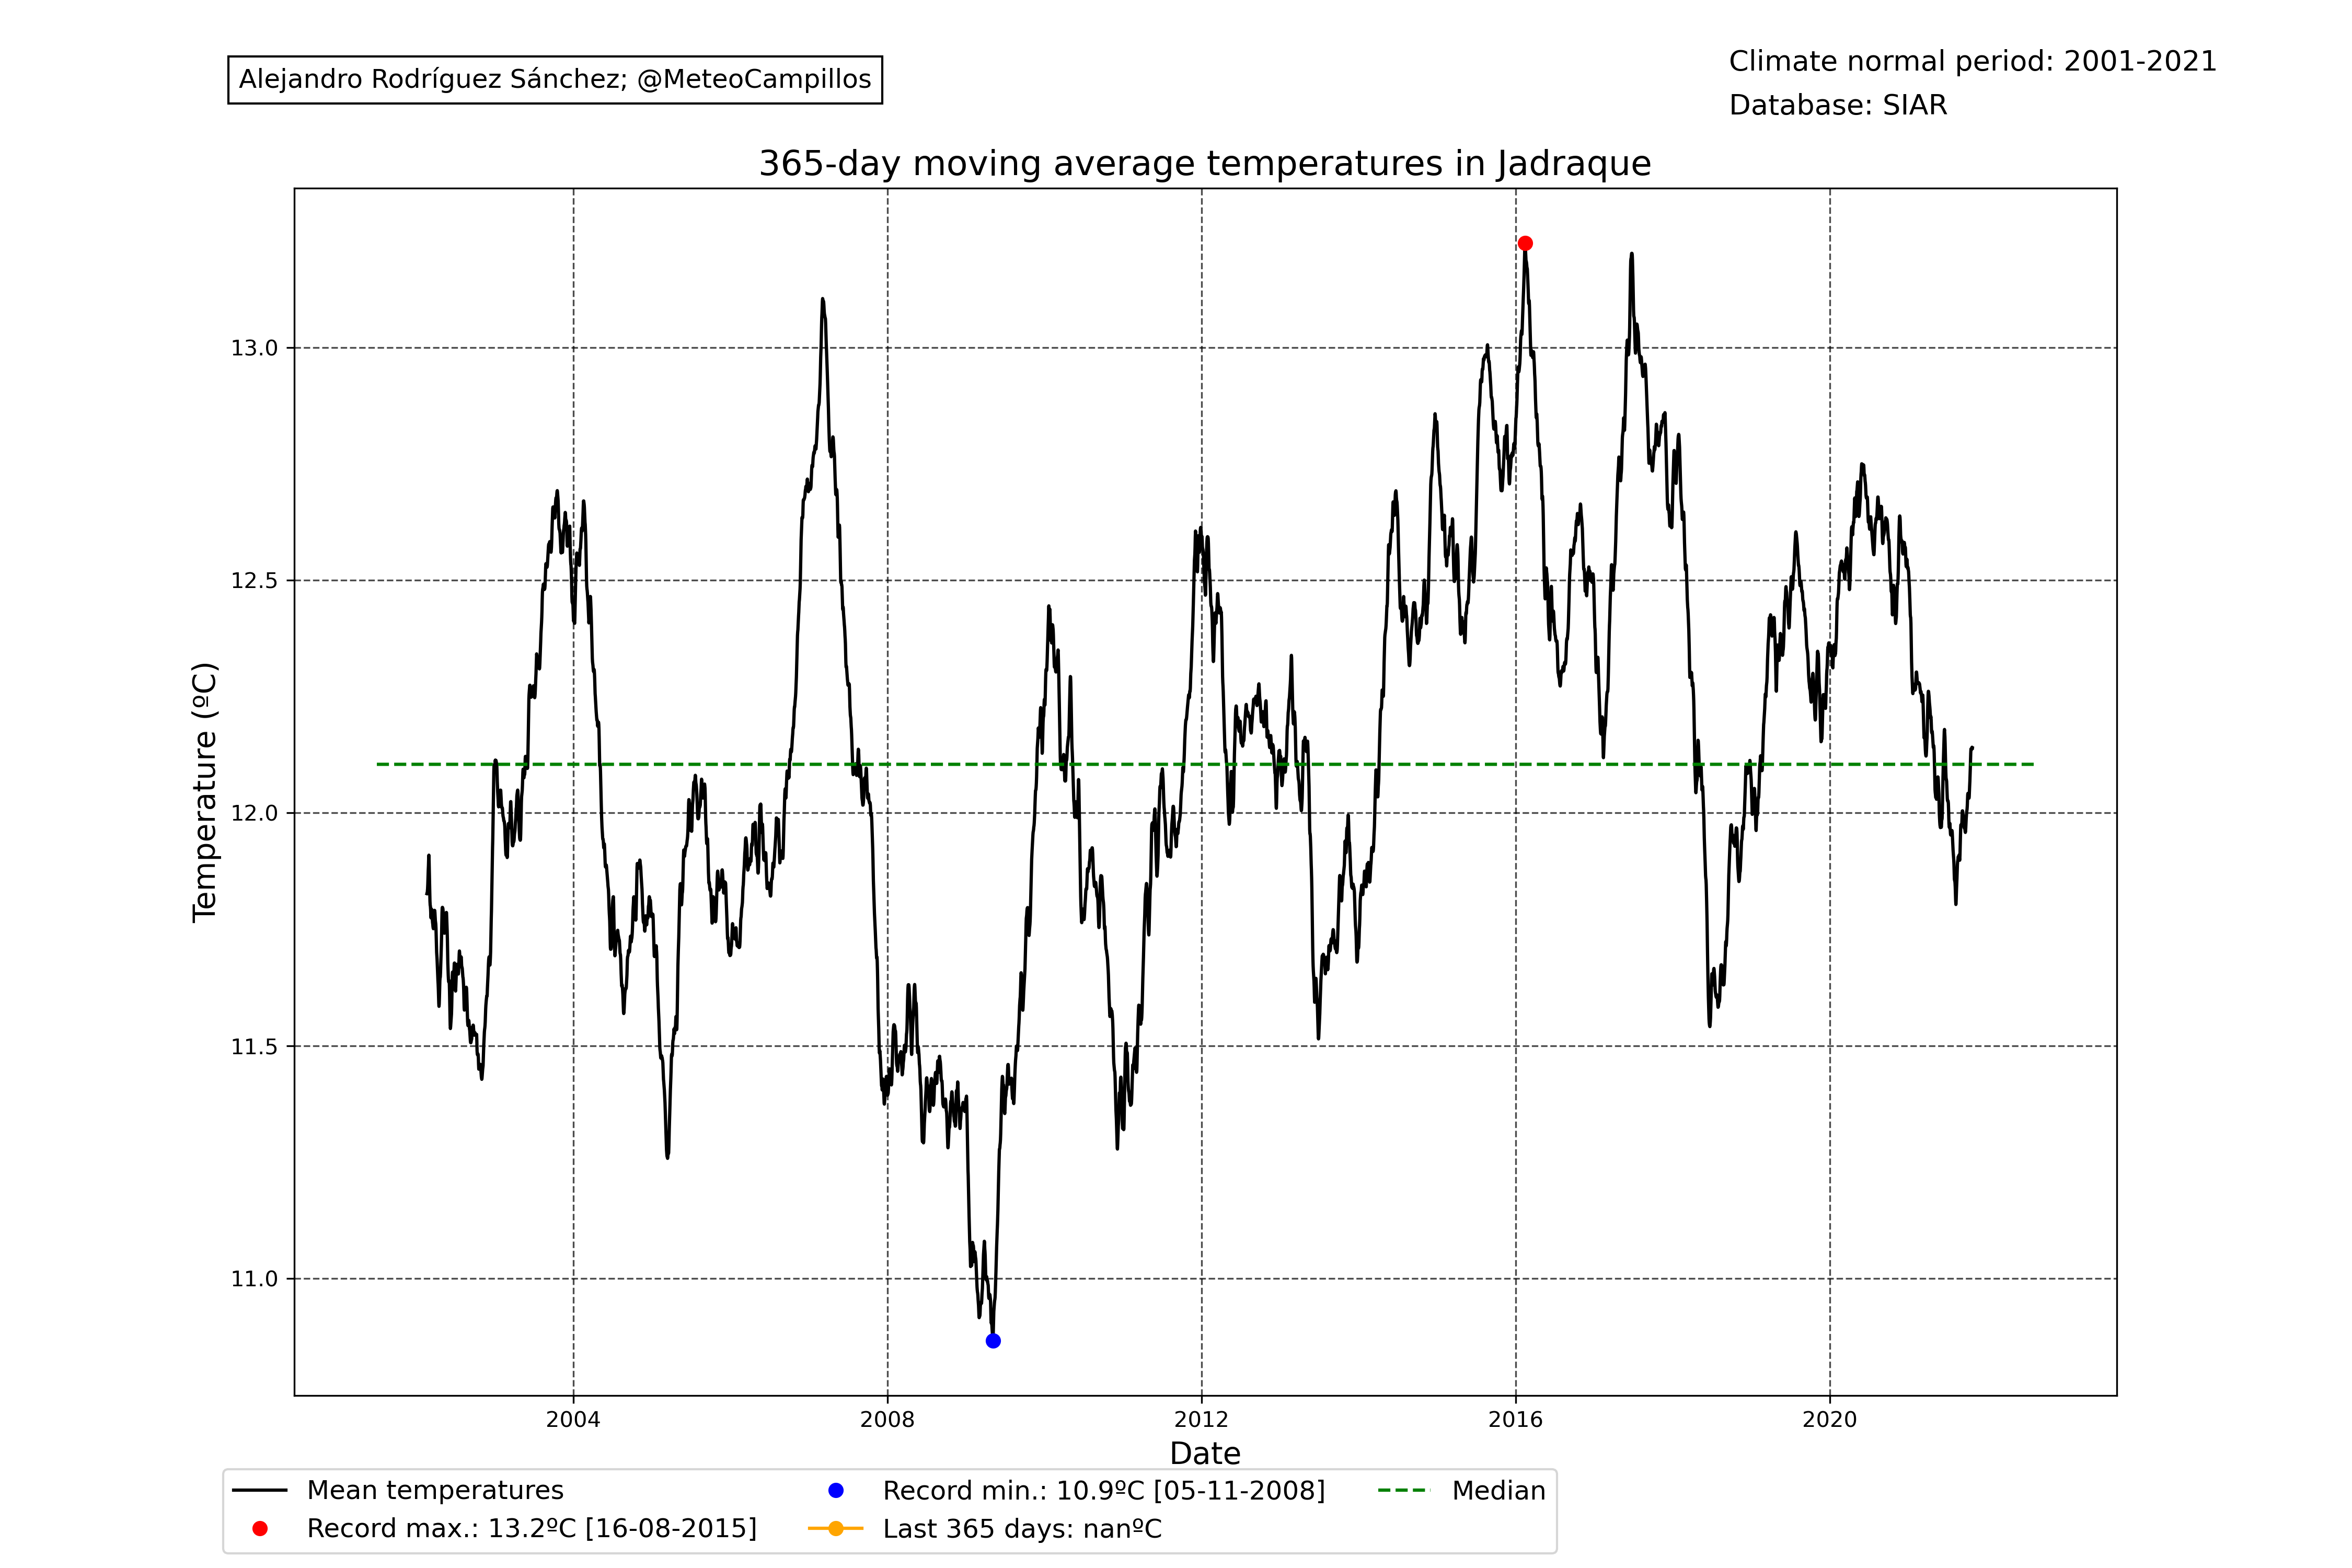 Alejandro Rodríguez Sánchez; @MeteoCampillos
Climate normal period: 2001-2021
Database: SIAR
365-day moving average temperatures in Jadraque
Temperature (ºC)
13.0
12.5
12.0
11.5
11.0
2004
2008
2012
2016
2020
Date
Mean temperatures
Record max.: 13.2ºC [16-08-2015]
Record min.: 10.9ºC [05-11-2008]
Last 365 days: nanºC
Median